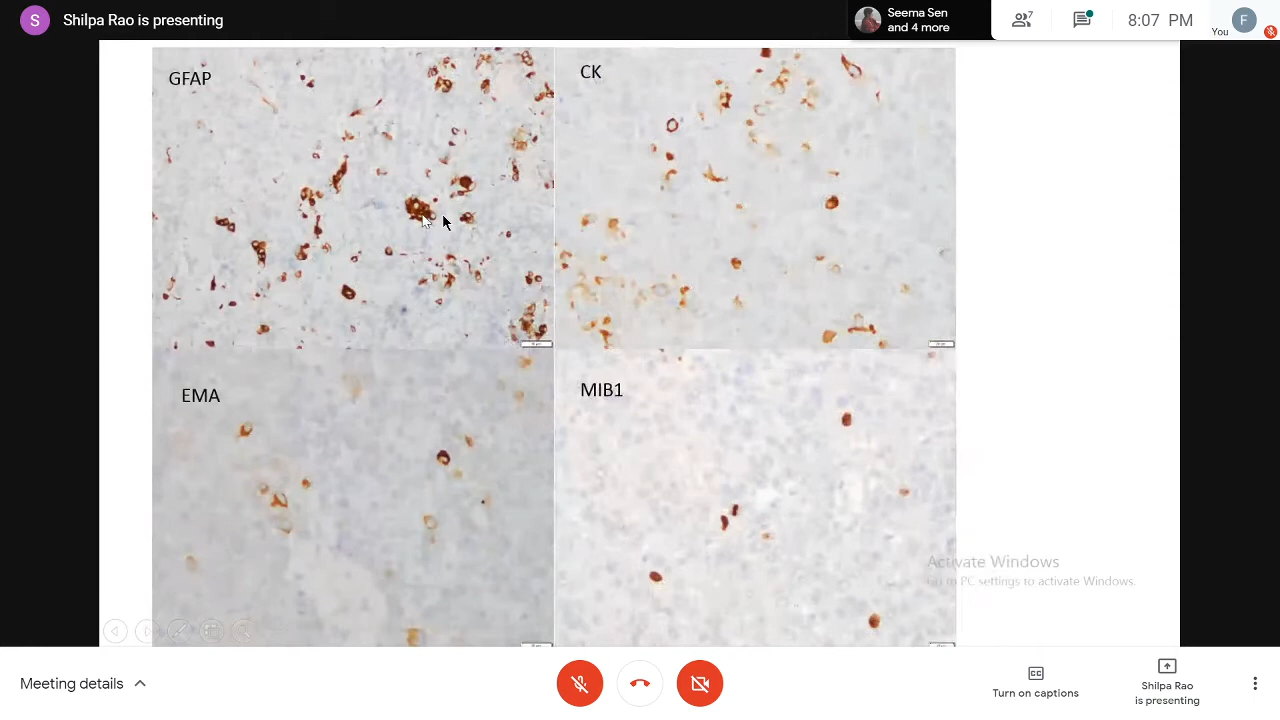 S
Shilpa Rao is presenting
Seema Sen
and 4 more
7
8:07 PM
You
F
GFAP
CK
EMA
MIB1
Activate Windows
Go to PC settings to activate Windows.
Meeting details
CC
Turn on captions
Shilpa Rao
is presenting